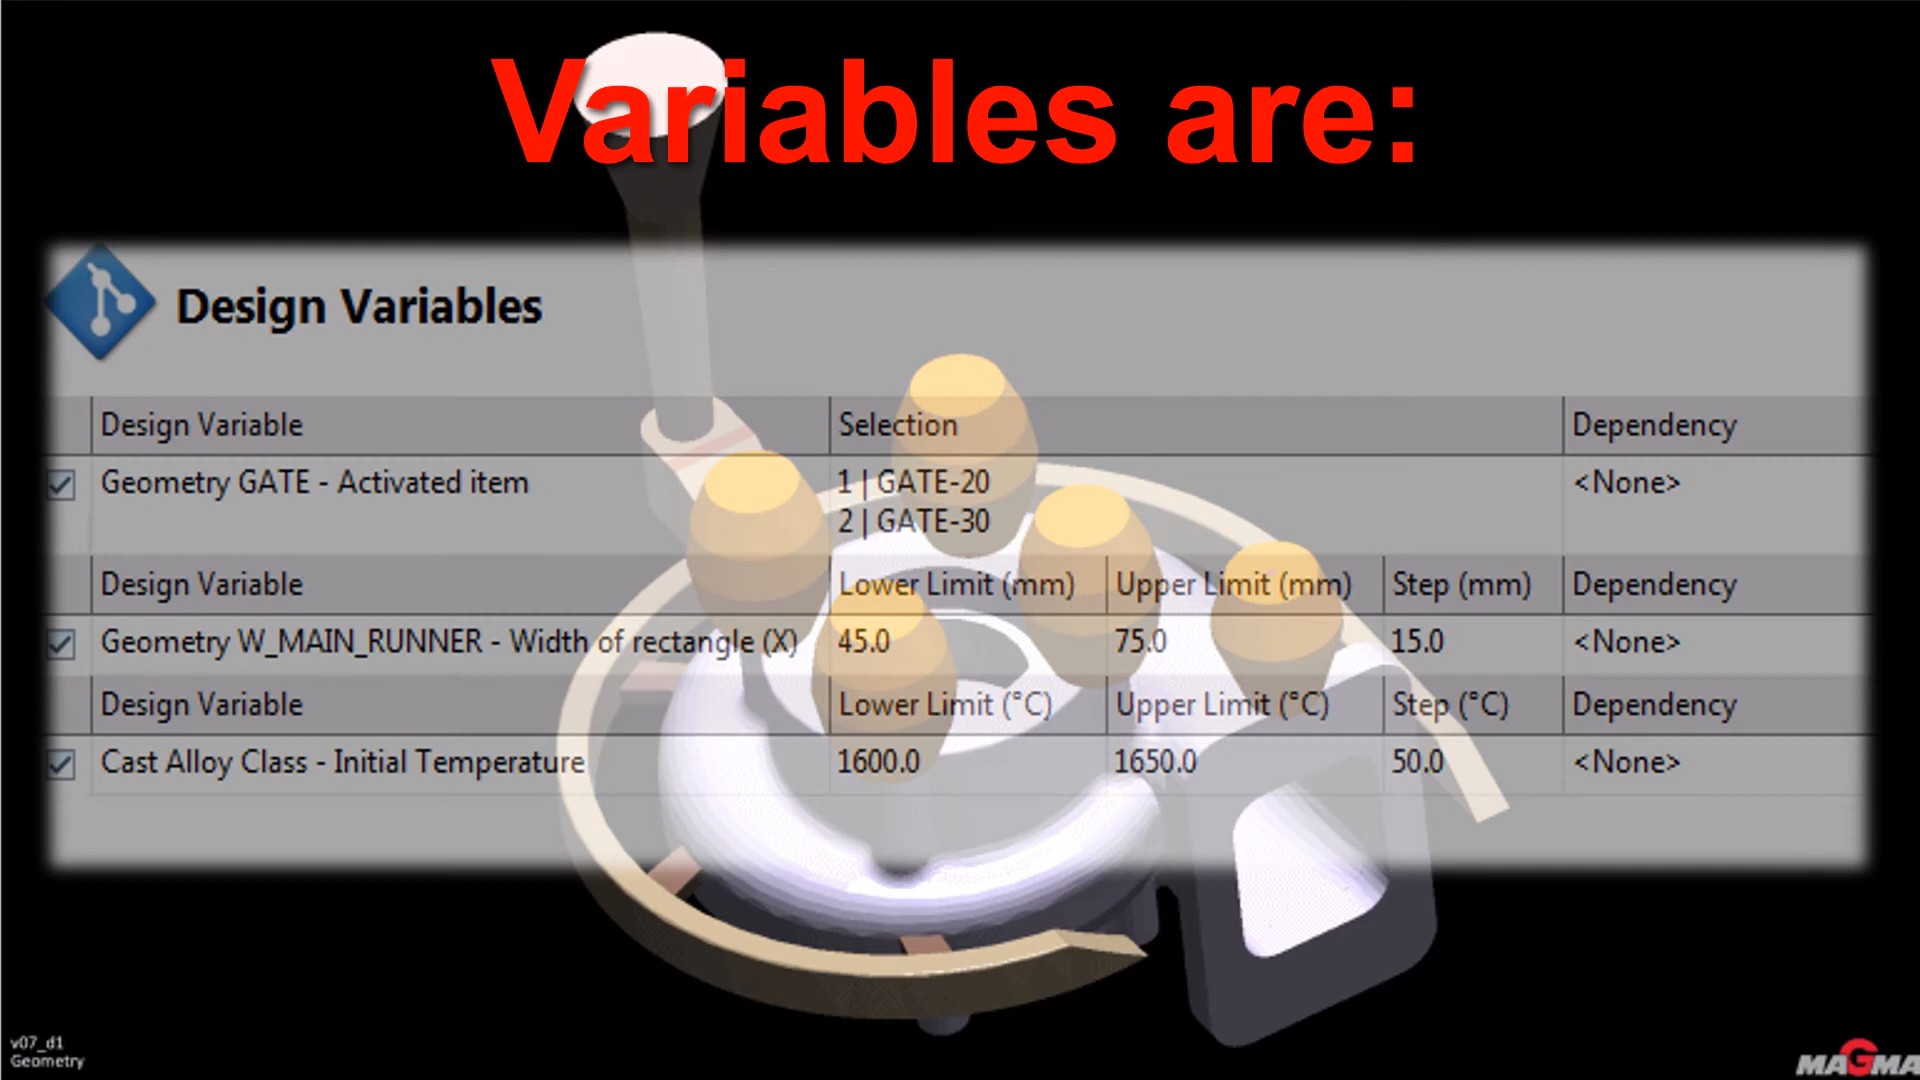 Variables are:
Design Variables
Design Variable Selection Dependency
Geometry GATE - Activated item 1 | GATE-20 <None>
2 | GATE-30
Design Variable Lower Limit (mm) Upper Limit (mm) Step (mm) Dependency
Geometry W_MAIN_RUNNER - Width of rectangle (X) 45.0 75.0 15.0 <None>
Design Variable Lower Limit (°C) Upper Limit (°C) Step (°C) Dependency
Cast Alloy Class - Initial Temperature 1600.0 1650.0 50.0 <None>
v07_d1
Geometry
MAGMA